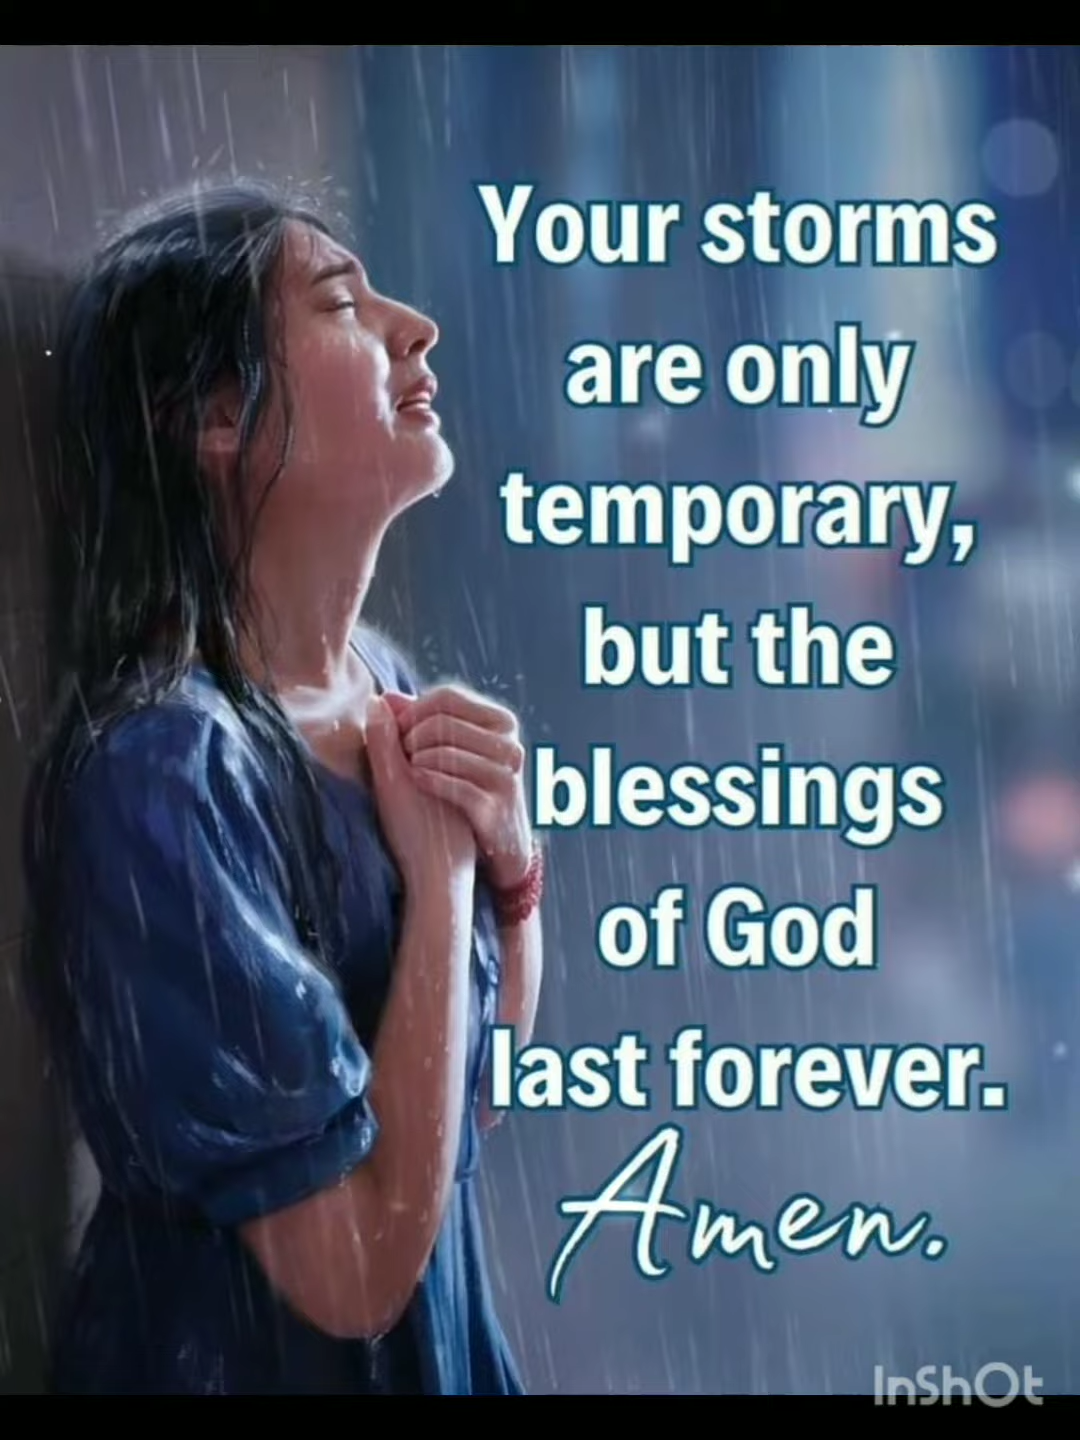 Your storms
are only
temporary,
but the
blessings
of God
last forever.
Amen.
InShOt